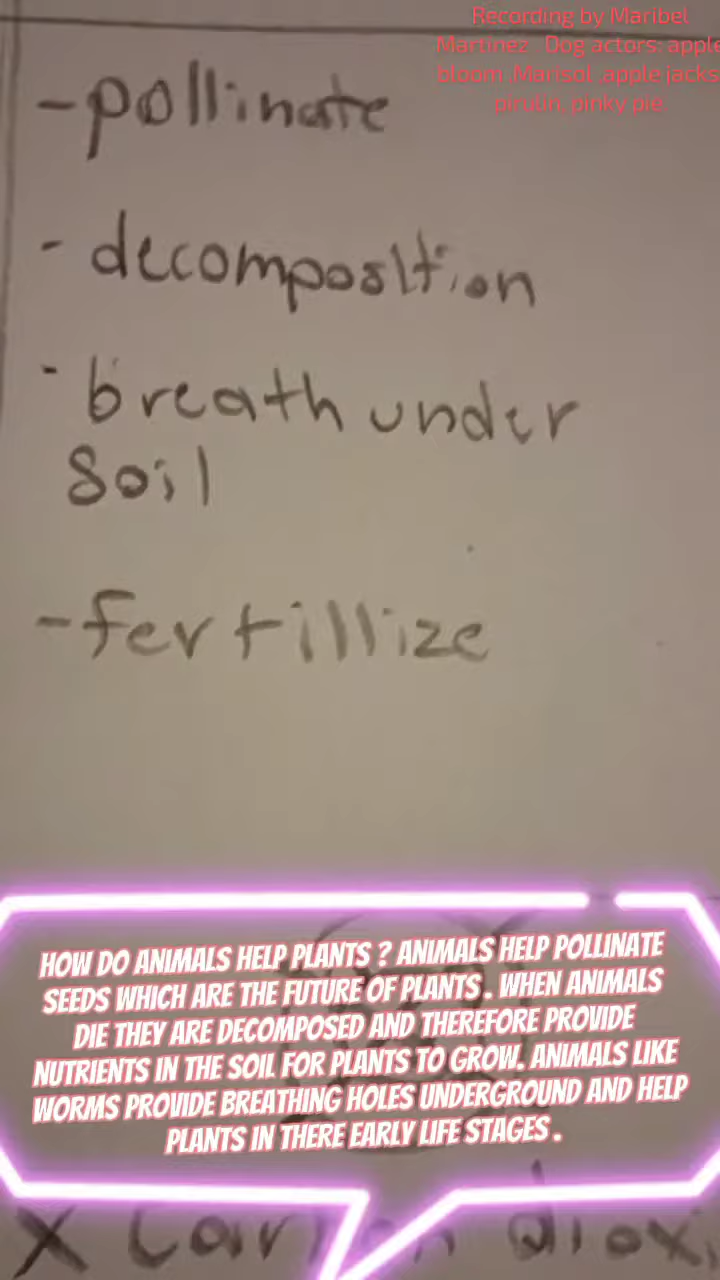 Recording by Maribel
Martinez Dog actors: apple
bloom ,Marisol, apple jacks,
pirulin, pinky pie.
- pollinate
- decomposition
- breath under
soil
- fertillize
HOW DO ANIMALS HELP PLANTS ? ANIMALS HELP POLLINATE
SEEDS WHICH ARE THE FUTURE OF PLANTS . WHEN ANIMALS
DIE THEY ARE DECOMPOSED AND THEREFORE PROVIDE
NUTRIENTS IN THE SOIL FOR PLANTS TO GROW. ANIMALS LIKE
WORMS PROVIDE BREATHING HOLES UNDERGROUND AND HELP
PLANTS IN THERE EARLY LIFE STAGES .
X